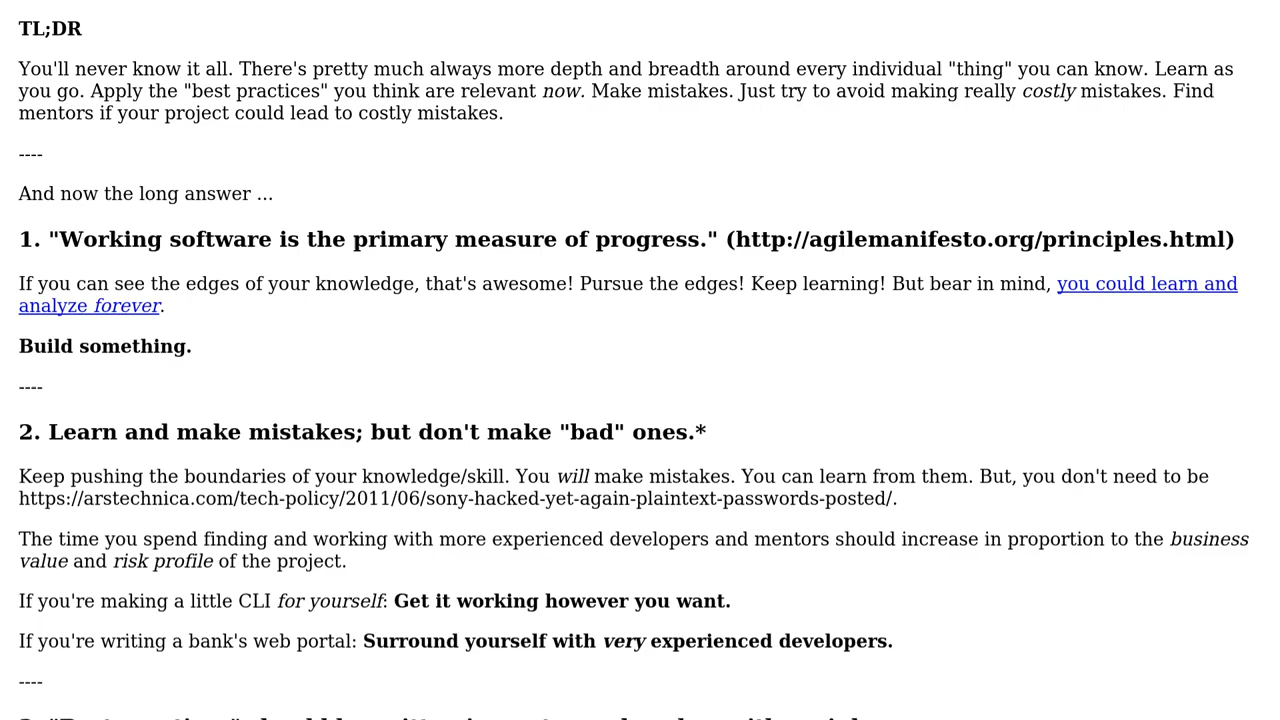 TL;DR
You'll never know it all. There's pretty much always more depth and breadth around every individual "thing" you can know. Learn as
you go. Apply the "best practices" you think are relevant now. Make mistakes. Just try to avoid making really costly mistakes. Find
mentors if your project could lead to costly mistakes.
----
And now the long answer ...
1. "Working software is the primary measure of progress." (http://agilemanifesto.org/principles.html)
If you can see the edges of your knowledge, that's awesome! Pursue the edges! Keep learning! But bear in mind, you could learn and
analyze forever.
Build something.
----
2. Learn and make mistakes; but don't make "bad" ones.*
Keep pushing the boundaries of your knowledge/skill. You will make mistakes. You can learn from them. But, you don't need to be
https://arstechnica.com/tech-policy/2011/06/sony-hacked-yet-again-plaintext-passwords-posted/.
The time you spend finding and working with more experienced developers and mentors should increase in proportion to the business
value and risk profile of the project.
If you're making a little CLI for yourself: Get it working however you want.
If you're writing a bank's web portal: Surround yourself with very experienced developers.
----